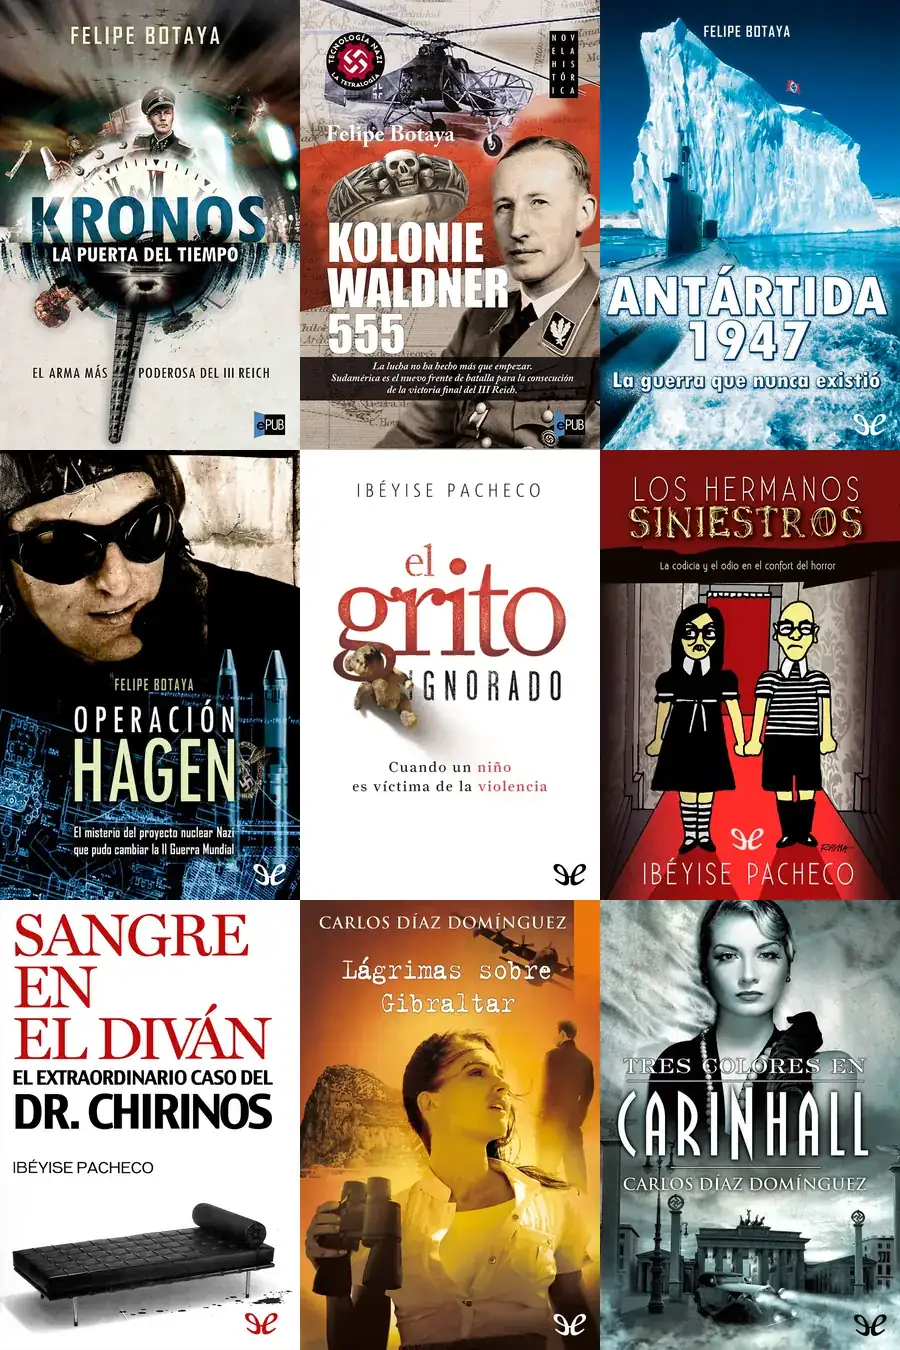 FELIPE BOTAYA
KRONOS
LA PUERTA DEL TIEMPO
EL ARMA MÁS PODEROSA DEL III REICH
ePUB
TECNOLOGÍA NAZI
LA TETRALOGÍA
NOVELA HISTÓRICA
Felipe Botaya
KOLONIE
WALDNER
555
La lucha no ha hecho más que empezar.
Sudamérica es el nuevo frente de batalla para la consecución
de la victoria final del III Reich.
ePUB
FELIPE BOTAYA
ANTÁRTIDA
1947
La guerra que nunca existió
FELIPE BOTAYA
OPERACIÓN
HAGEN
El misterio del proyecto nuclear Nazi
que pudo cambiar la II Guerra Mundial
IBÉYISE PACHECO
el
grito
IGNORADO
Cuando un niño
es víctima de la violencia
LOS HERMANOS
SINIESTROS
La codicia y el odio en el confort del horror
RAYMA
IBÉYISE PACHECO
SANGRE
EN
EL DIVÁN
EL EXTRAORDINARIO CASO DEL
DR. CHIRINOS
IBÉYISE PACHECO
CARLOS DÍAZ DOMÍNGUEZ
Lágrimas sobre
Gibraltar
TRES COLORES EN
CARINHALL
CARLOS DÍAZ DOMÍNGUEZ